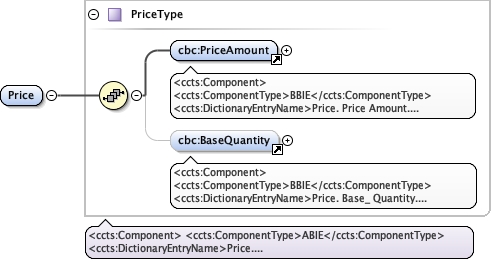 PriceType
cbc:PriceAmount
<ccts:Component>
<ccts:ComponentType>BBIE</ccts:ComponentType>
<ccts:DictionaryEntryName>Price. Price Amount....
Price
cbc:BaseQuantity
<ccts:Component>
<ccts:ComponentType>BBIE</ccts:ComponentType>
<ccts:DictionaryEntryName>Price. Base_ Quantity....
<ccts:Component> <ccts:ComponentType>ABIE</ccts:ComponentType>
<ccts:DictionaryEntryName>Price....